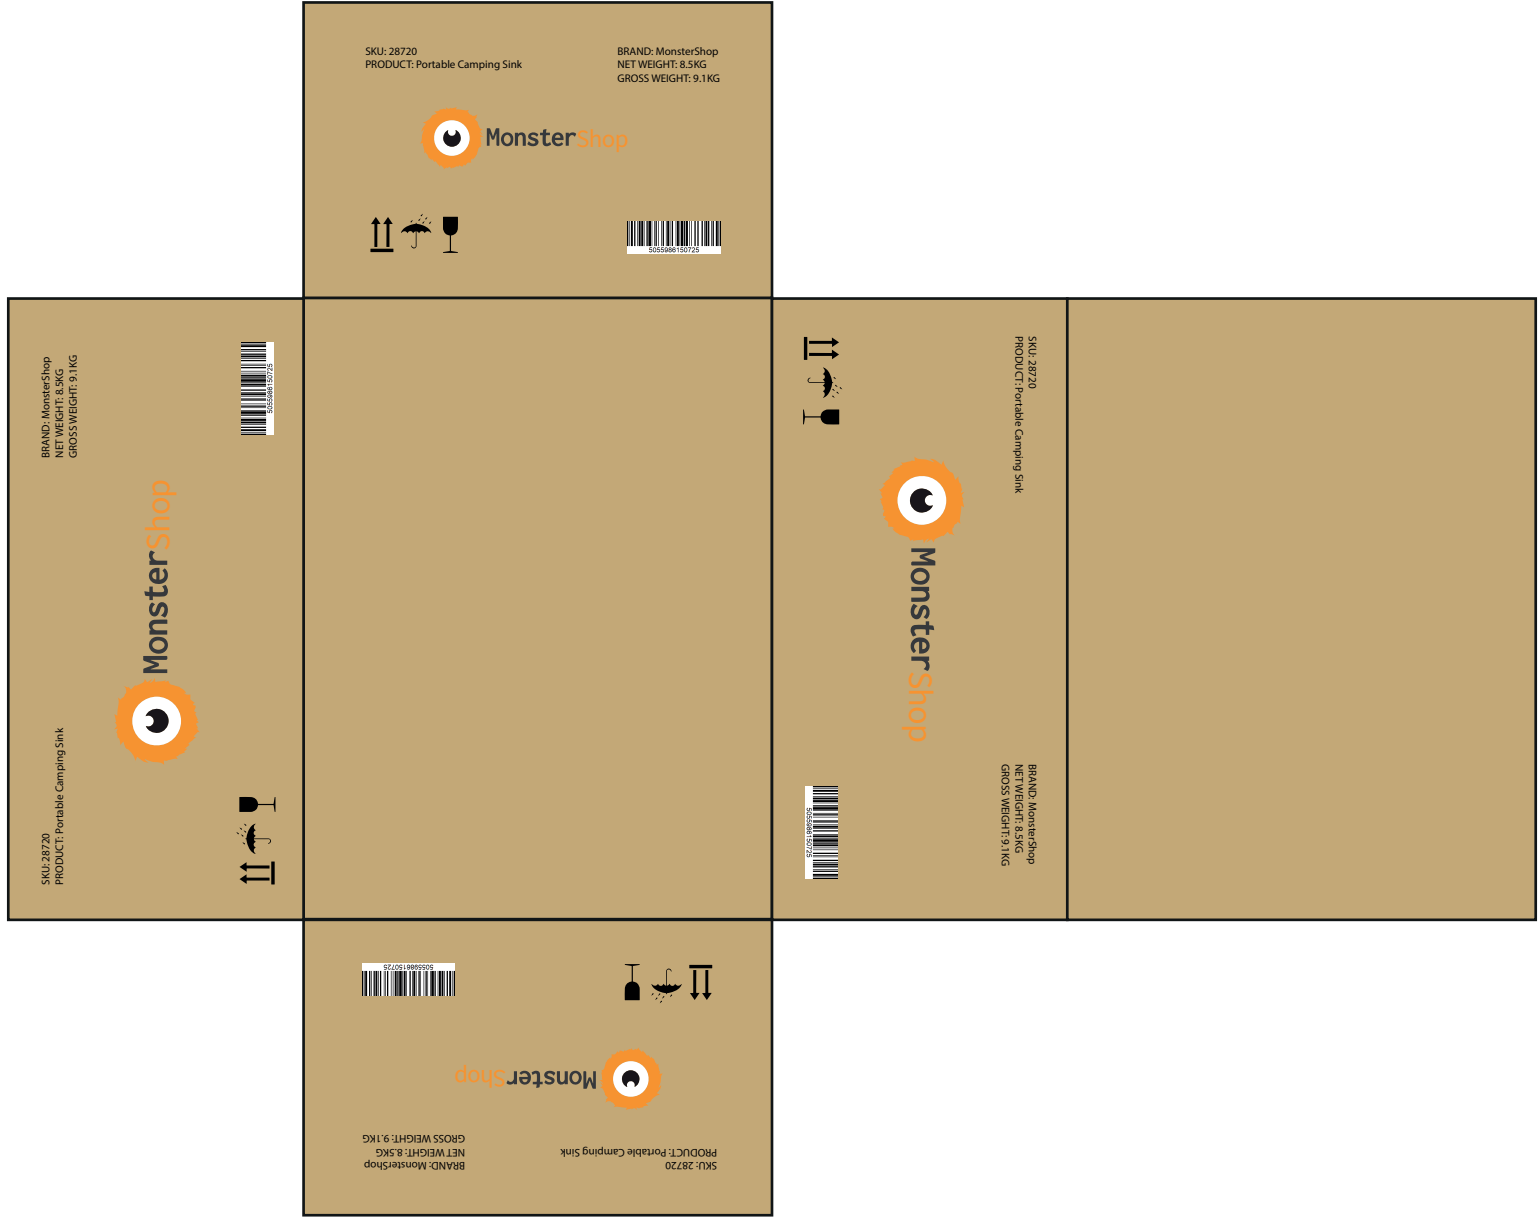 SKU: 28720
PRODUCT: Portable Camping Sink
BRAND: MonsterShop
NET WEIGHT: 8.5KG
GROSS WEIGHT: 9.1KG
MonsterShop
5055986150725
BRAND: MonsterShop
NET WEIGHT: 8.5KG
GROSS WEIGHT: 9.1KG
5055986150725
MonsterShop
SKU: 28720
PRODUCT: Portable Camping Sink
SKU: 28720
PRODUCT: Portable Camping Sink
MonsterShop
BRAND: MonsterShop
NET WEIGHT: 8.5KG
GROSS WEIGHT: 9.1KG
5055986150725
5055986150725
MonsterShop
SKU: 28720
PRODUCT: Portable Camping Sink
BRAND: MonsterShop
NET WEIGHT: 8.5KG
GROSS WEIGHT: 9.1KG